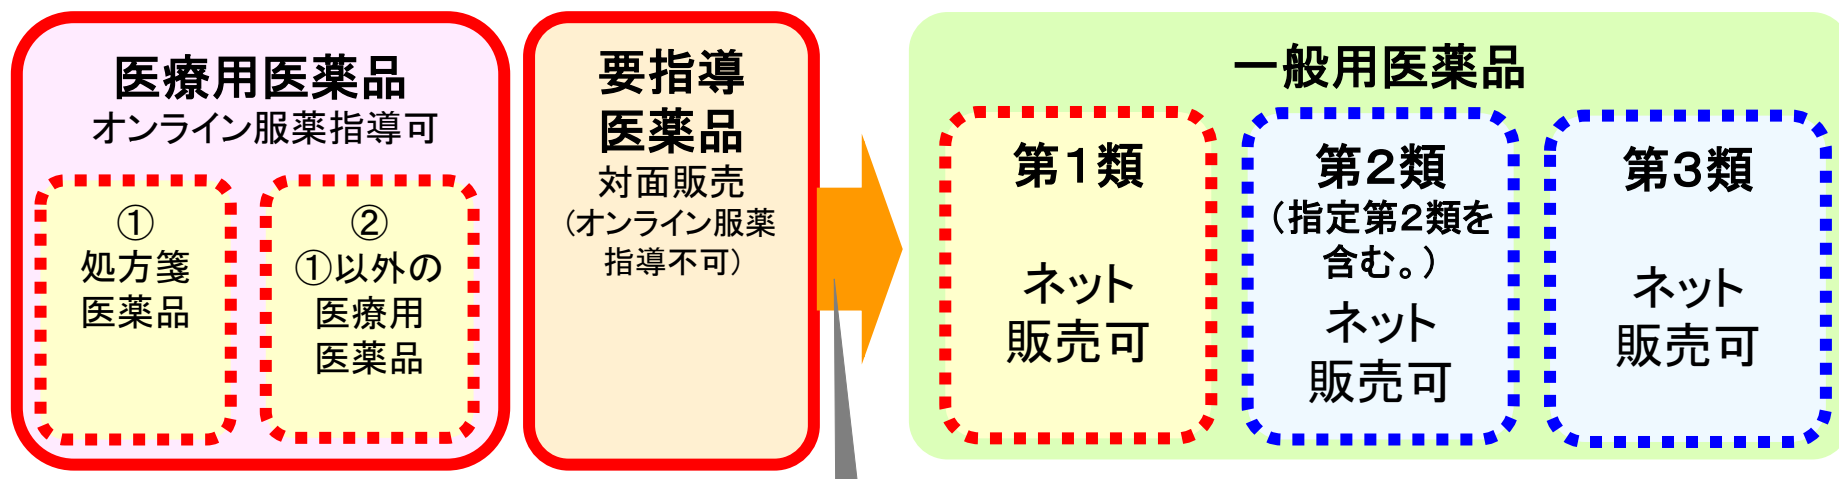 医療用医薬品
オンライン服薬指導可
①
処方箋
医薬品
②
①以外の
医療用
医薬品
要指導
医薬品
対面販売
（オンライン服薬
指導不可）
一般用医薬品
第１類
ネット
販売可
第２類
（指定第２類を
含む。）
ネット
販売可
第３類
ネット
販売可